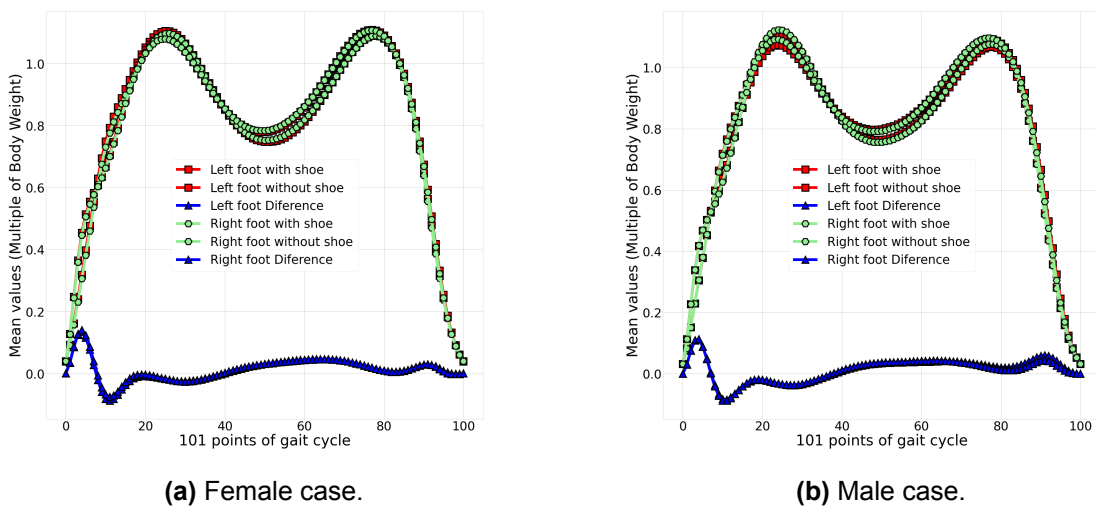 Mean values (Multiple of Body Weight)
1.0
0.8
0.6
0.4
0.2
0.0
Left foot with shoe
Left foot without shoe
Left foot Diference
Right foot with shoe
Right foot without shoe
Right foot Diference
0 20 40 60 80 100
101 points of gait cycle
(a) Female case.
Mean values (Multiple of Body Weight)
1.0
0.8
0.6
0.4
0.2
0.0
Left foot with shoe
Left foot without shoe
Left foot Diference
Right foot with shoe
Right foot without shoe
Right foot Diference
0 20 40 60 80 100
101 points of gait cycle
(b) Male case.